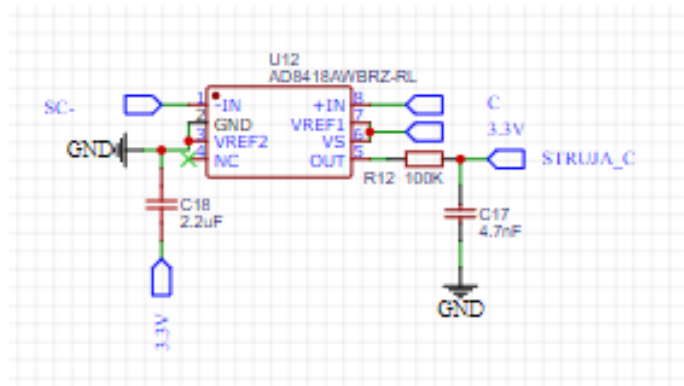 U12
AD8418AWBRZ-RL
SC-
1
-IN
+IN
8
C
2
GND
VREF1
7
3.3V
GND
3
VREF2
VS
6
4
NC
OUT
5
STRUJA_C
R12 100K
C18
2.2uF
C17
4.7nF
GND
3.3V